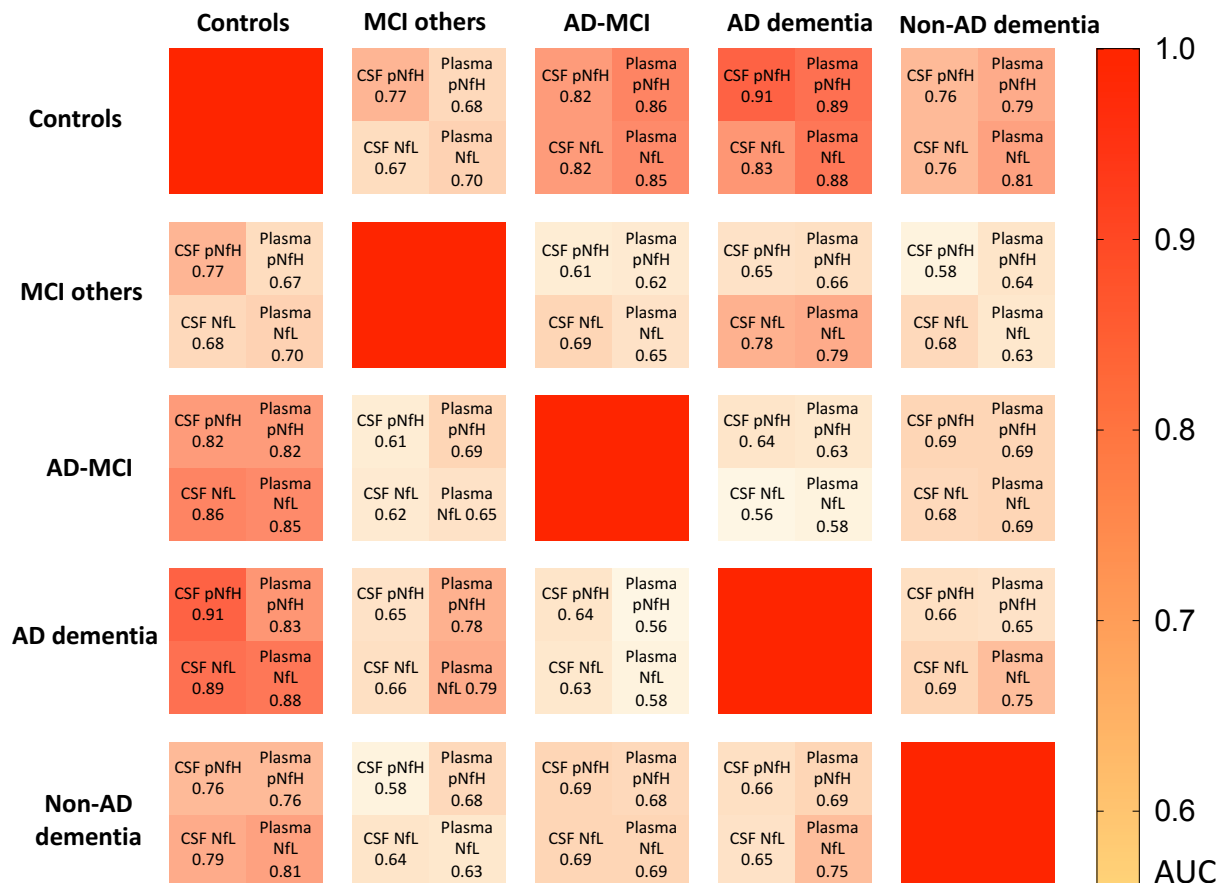 Controls MCI others AD-MCI AD dementia Non-AD dementia
1.0
Controls
CSF pNfH
0.77
Plasma
pNfH
0.68
CSF NfL
0.67
Plasma
NfL
0.70
CSF pNfH
0.82
Plasma
pNfH
0.86
CSF NfL
0.82
Plasma
NfL
0.85
CSF pNfH
0.91
Plasma
pNfH
0.89
CSF NfL
0.83
Plasma
NfL
0.88
CSF pNfH
0.76
Plasma
pNfH
0.79
CSF NfL
0.76
Plasma
NfL
0.81
0.9
MCI others
CSF pNfH
0.77
Plasma
pNfH
0.67
CSF NfL
0.68
Plasma
NfL
0.70
CSF pNfH
0.61
Plasma
pNfH
0.62
CSF NfL
0.69
Plasma
NfL
0.65
CSF pNfH
0.65
Plasma
pNfH
0.66
CSF NfL
0.78
Plasma
NfL
0.79
CSF pNfH
0.58
Plasma
pNfH
0.64
CSF NfL
0.68
Plasma
NfL
0.63
0.8
AD-MCI
CSF pNfH
0.82
Plasma
pNfH
0.82
CSF NfL
0.86
Plasma
NfL
0.85
CSF pNfH
0.61
Plasma
pNfH
0.69
CSF NfL
0.62
Plasma
NfL 0.65
CSF pNfH
0. 64
Plasma
pNfH
0.63
CSF NfL
0.56
Plasma
NfL
0.58
CSF pNfH
0.69
Plasma
pNfH
0.69
CSF NfL
0.68
Plasma
NfL
0.69
0.7
AD dementia
CSF pNfH
0.91
Plasma
pNfH
0.83
CSF NfL
0.89
Plasma
NfL
0.88
CSF pNfH
0.65
Plasma
pNfH
0.78
CSF NfL
0.66
Plasma
NfL 0.79
CSF pNfH
0. 64
Plasma
pNfH
0.56
CSF NfL
0.63
Plasma
NfL
0.58
CSF pNfH
0.66
Plasma
pNfH
0.65
CSF NfL
0.69
Plasma
NfL
0.75
0.6
Non-AD
dementia
CSF pNfH
0.76
Plasma
pNfH
0.76
CSF NfL
0.79
Plasma
NfL
0.81
CSF pNfH
0.58
Plasma
pNfH
0.68
CSF NfL
0.64
Plasma
NfL
0.63
CSF pNfH
0.69
Plasma
pNfH
0.68
CSF NfL
0.69
Plasma
NfL
0.69
CSF pNfH
0.66
Plasma
pNfH
0.69
CSF NfL
0.65
Plasma
NfL
0.75
AUC